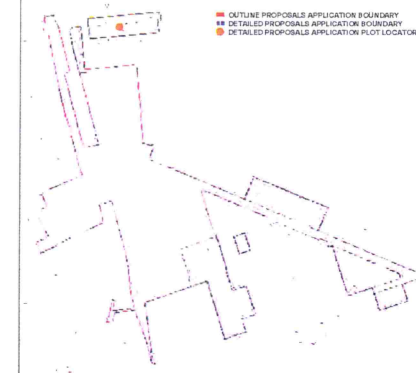 OUTLINE PROPOSALS APPLICATION BOUNDARY
DETAILED PROPOSALS APPLICATION BOUNDARY
DETAILED PROPOSALS APPLICATION PLOT LOCATOR